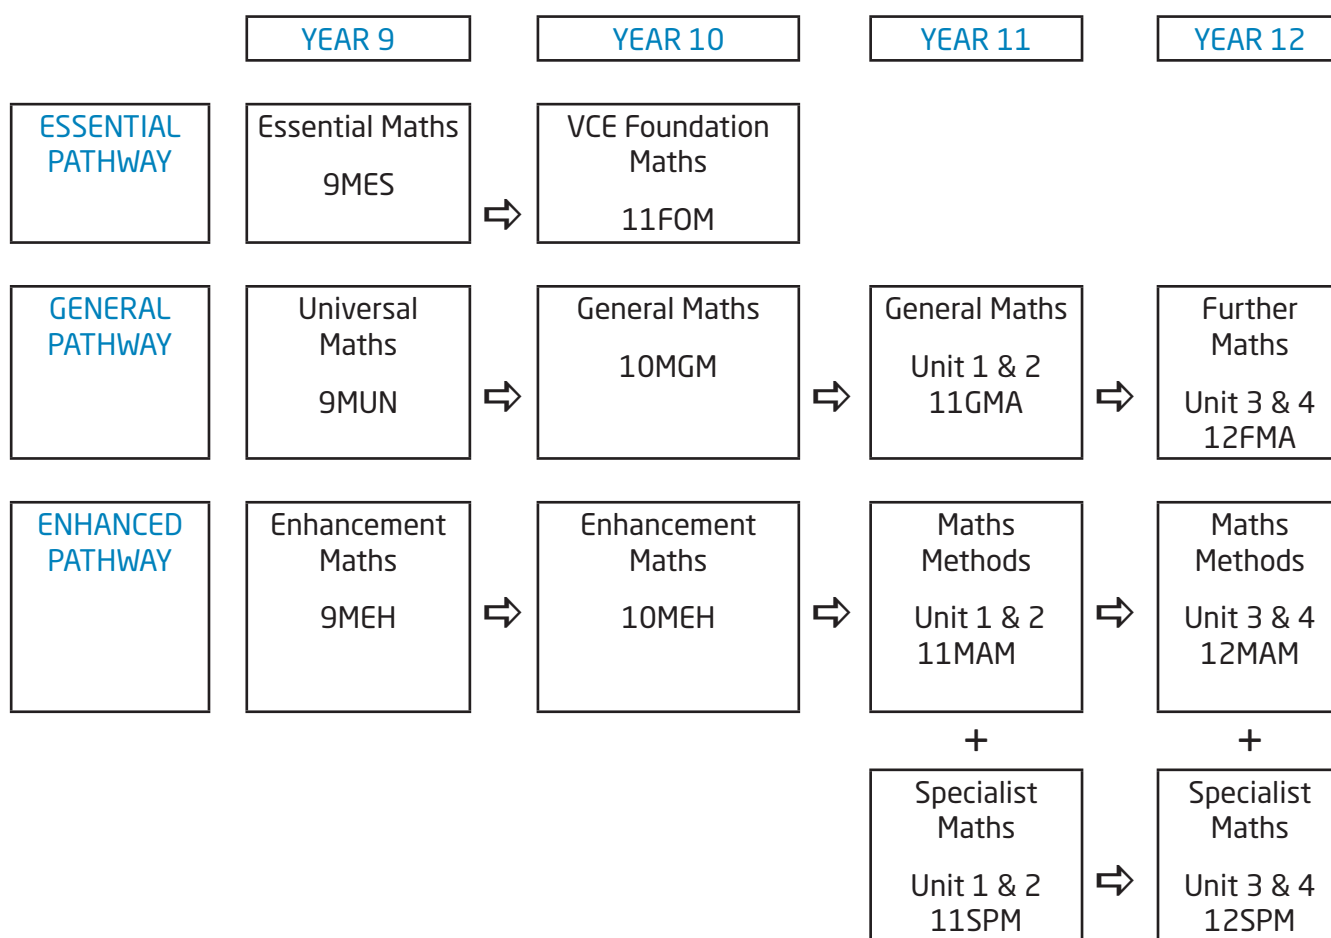 YEAR 9
YEAR 10
YEAR 11
YEAR 12
ESSENTIAL
PATHWAY
Essential Maths
9MES
⇨
VCE Foundation
Maths
11FOM
GENERAL
PATHWAY
Universal
Maths
9MUN
⇨
General Maths
10MGM
⇨
General Maths
Unit 1 & 2
11GMA
⇨
Further
Maths
Unit 3 & 4
12FMA
ENHANCED
PATHWAY
Enhancement
Maths
9MEH
⇨
Enhancement
Maths
10MEH
⇨
Maths
Methods
Unit 1 & 2
11MAM
⇨
Maths
Methods
Unit 3 & 4
12MAM
+
+
Specialist
Maths
Unit 1 & 2
11SPM
⇨
Specialist
Maths
Unit 3 & 4
12SPM